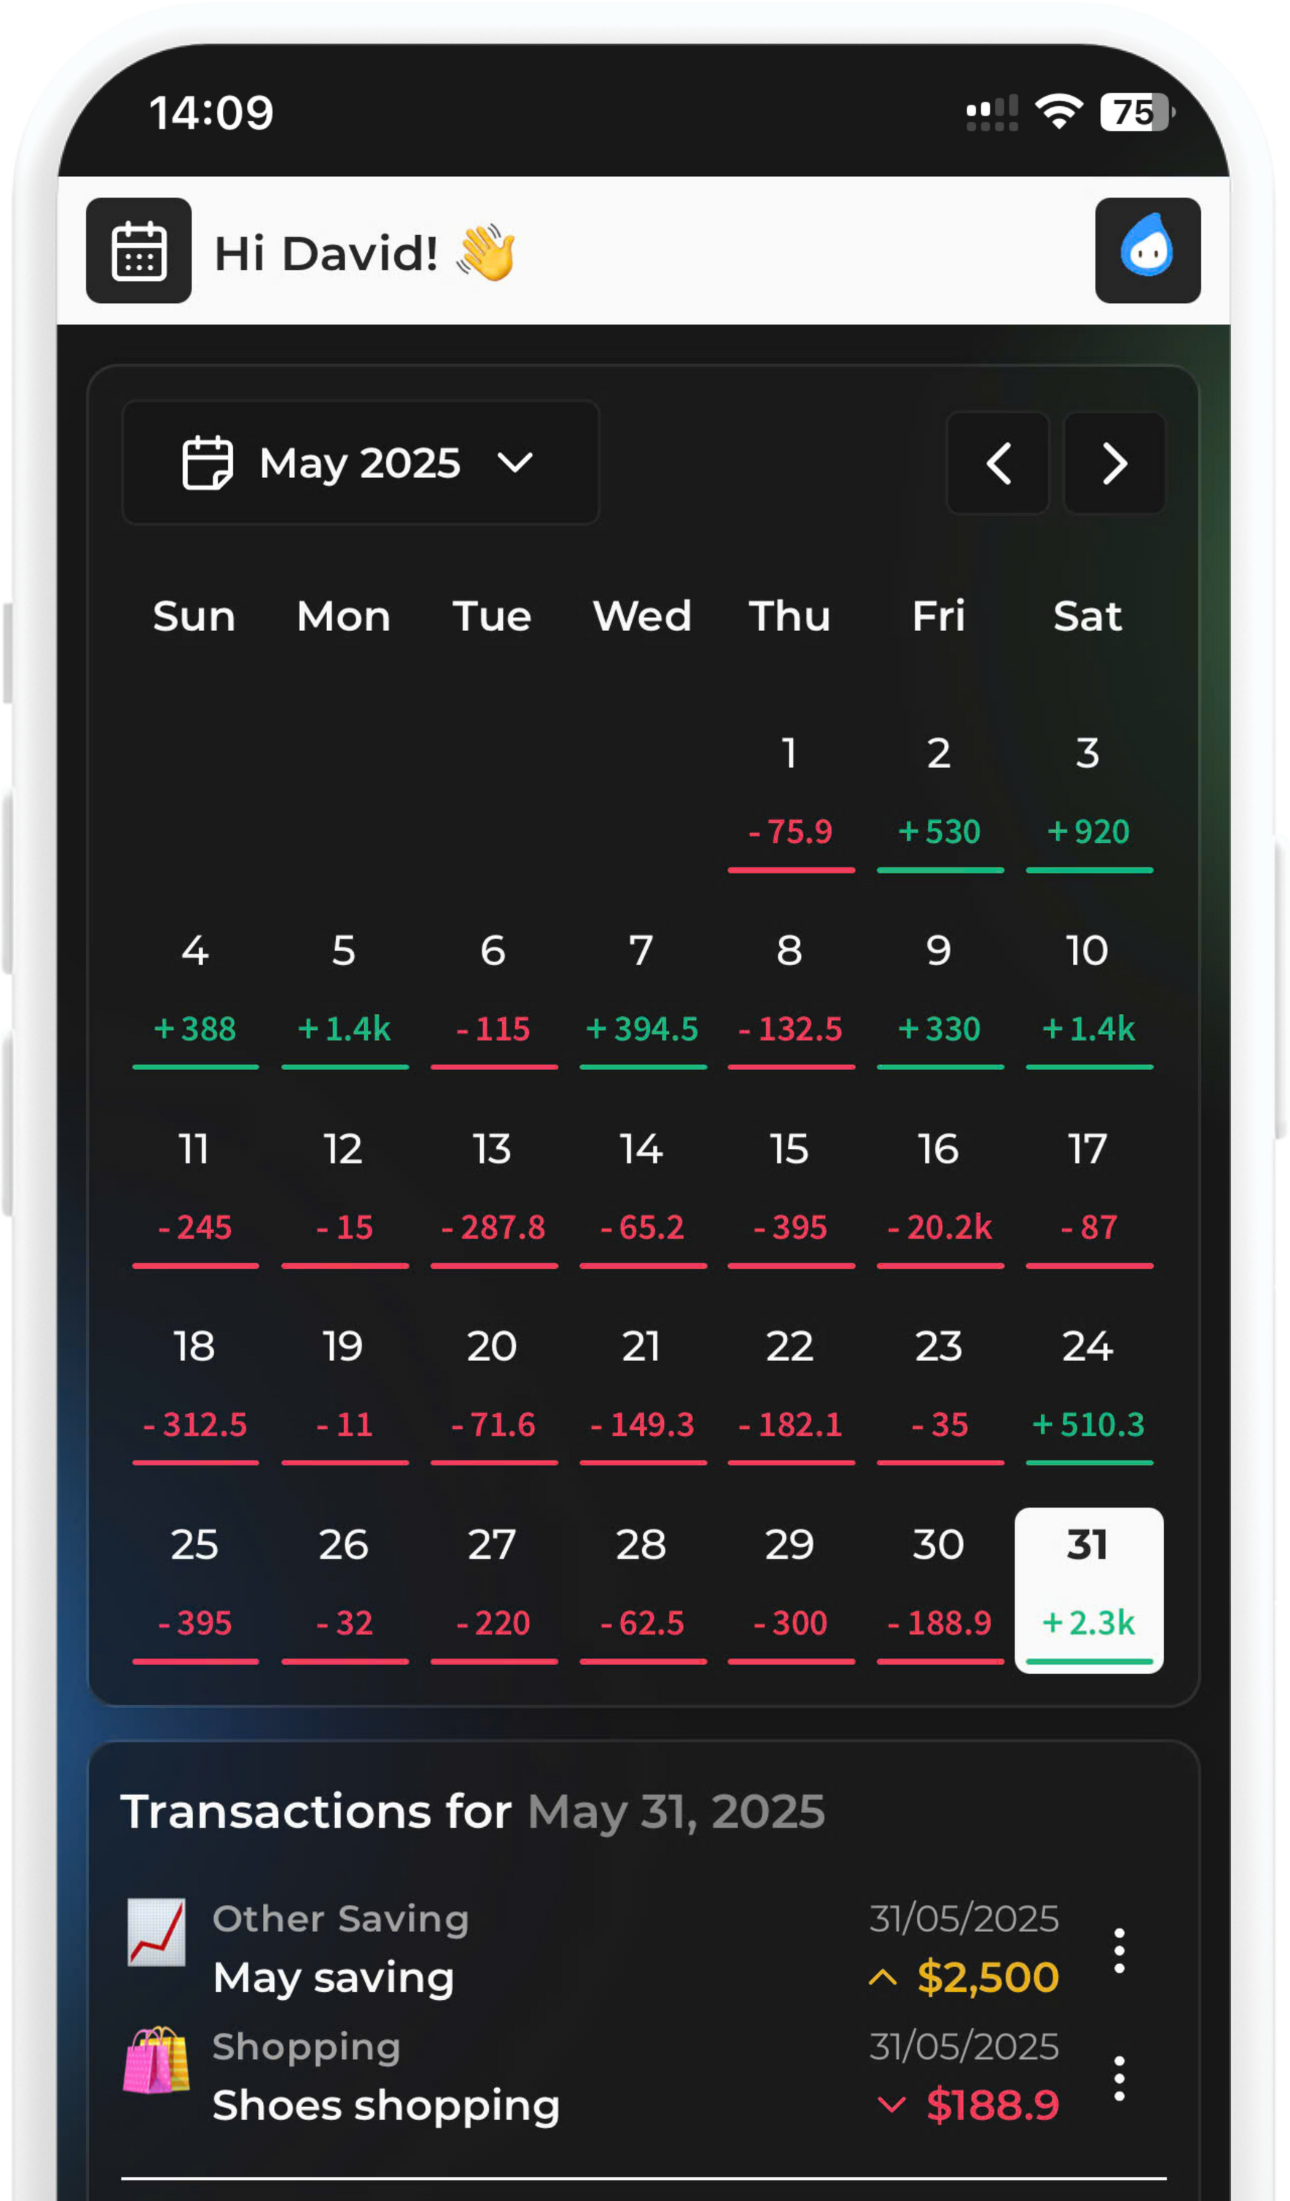 14:09
75
Hi David! 👋
May 2025
Sun Mon Tue Wed Thu Fri Sat
1 2 3
- 75.9 + 530 + 920
4 5 6 7 8 9 10
+ 388 + 1.4k - 115 + 394.5 - 132.5 + 330 + 1.4k
11 12 13 14 15 16 17
- 245 - 15 - 287.8 - 65.2 - 395 - 20.2k - 87
18 19 20 21 22 23 24
- 312.5 - 11 - 71.6 - 149.3 - 182.1 - 35 + 510.3
25 26 27 28 29 30 31
- 395 - 32 - 220 - 62.5 - 300 - 188.9 + 2.3k
Transactions for May 31, 2025
Other Saving 31/05/2025
May saving $2,500
Shopping 31/05/2025
Shoes shopping $188.9